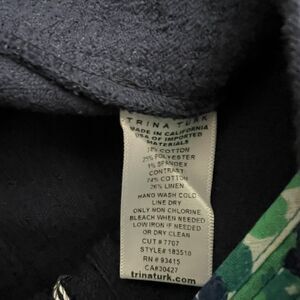 TRINA TURK
MADE IN CALIFORNIA
USA OF IMPORTED
MATERIALS
COTTON
25% POLYESTER
1% SPANDEX
CONTRAST
74% COTTON
26% LINEN
HAND WASH COLD
LINE DRY
ONLY NON CHLORINE
BLEACH WHEN NEEDED
LOW IRON IF NEEDED
OR DRY CLEAN
CUT # 7707
STYLE# 183510
RN # 93415
CA# 30427
trinaturk.com